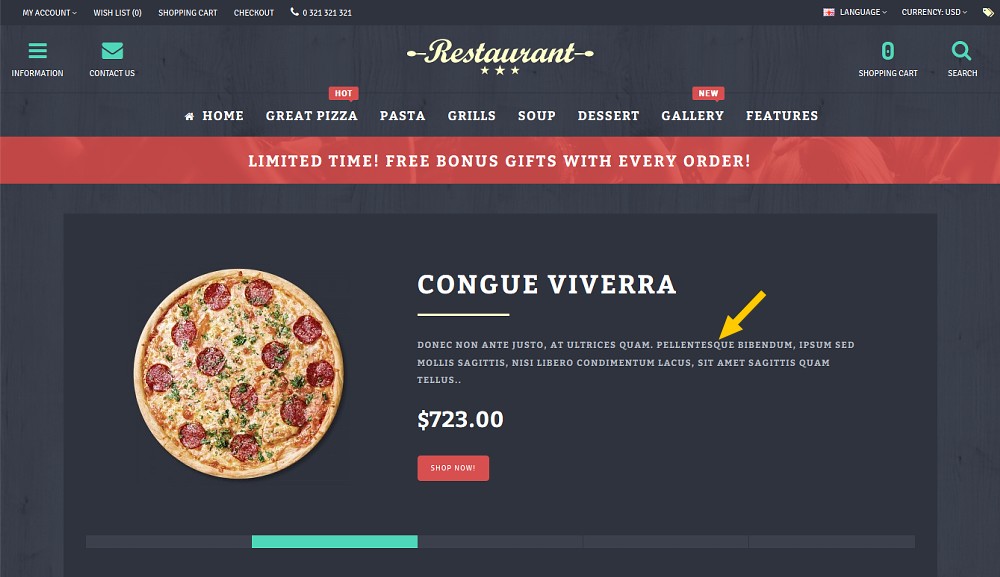 MY ACCOUNT
WISH LIST (0)
SHOPPING CART
CHECKOUT
0 321 321 321
LANGUAGE
CURRENCY: USD
INFORMATION
CONTACT US
Restaurant
0
SHOPPING CART
SEARCH
HOT
NEW
HOME GREAT PIZZA PASTA GRILLS SOUP DESSERT GALLERY FEATURES
LIMITED TIME! FREE BONUS GIFTS WITH EVERY ORDER!
CONGUE VIVERRA
DONEC NON ANTE JUSTO, AT ULTRICES QUAM. PELLENTESQUE BIBENDUM, IPSUM SED
MOLLIS SAGITTIS, NISI LIBERO CONDIMENTUM LACUS, SIT AMET SAGITTIS QUAM
TELLUS..
$723.00
SHOP NOW!